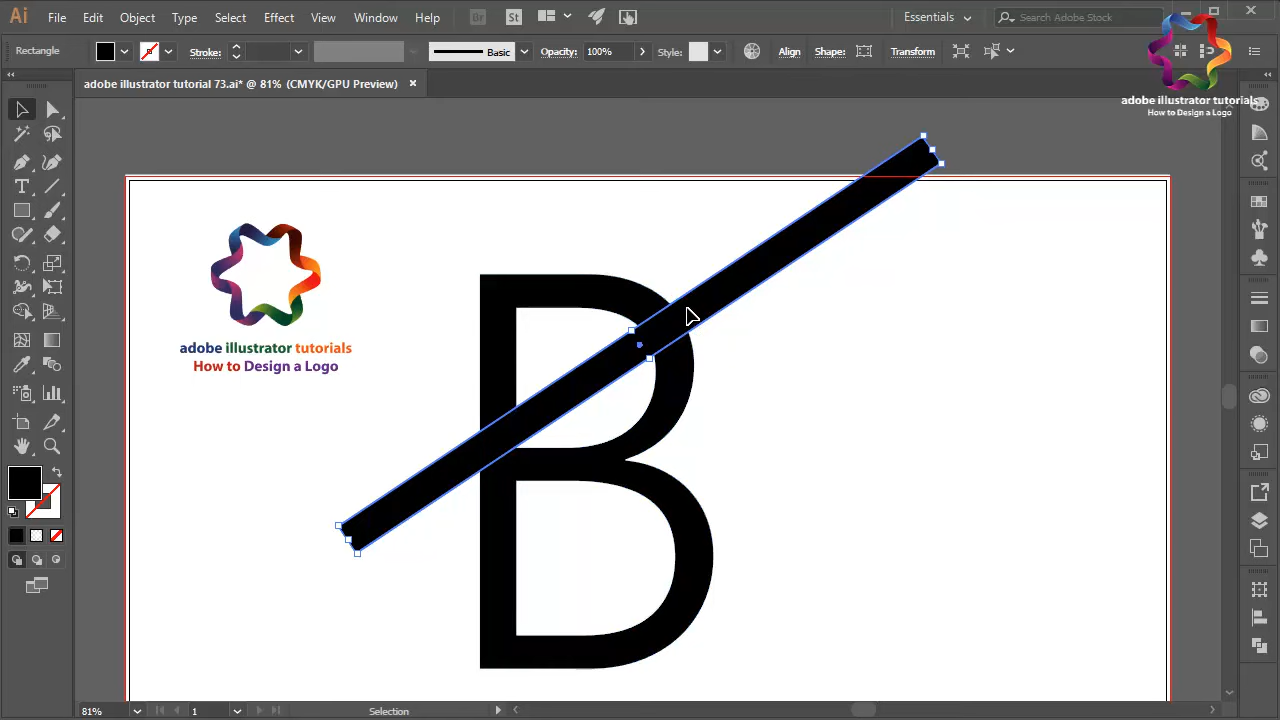 Ai File Edit Object Type Select Effect View Window Help Br St Essentials Search Adobe Stock
Rectangle Stroke: Basic Opacity: 100% Style: Align Shape: Transform
adobe illustrator tutorials
How to Design a Logo
adobe illustrator tutorial 73.ai* @ 81% (CMYK/GPU Preview) ×
adobe illustrator tutorials
How to Design a Logo
B
81% 1 Selection